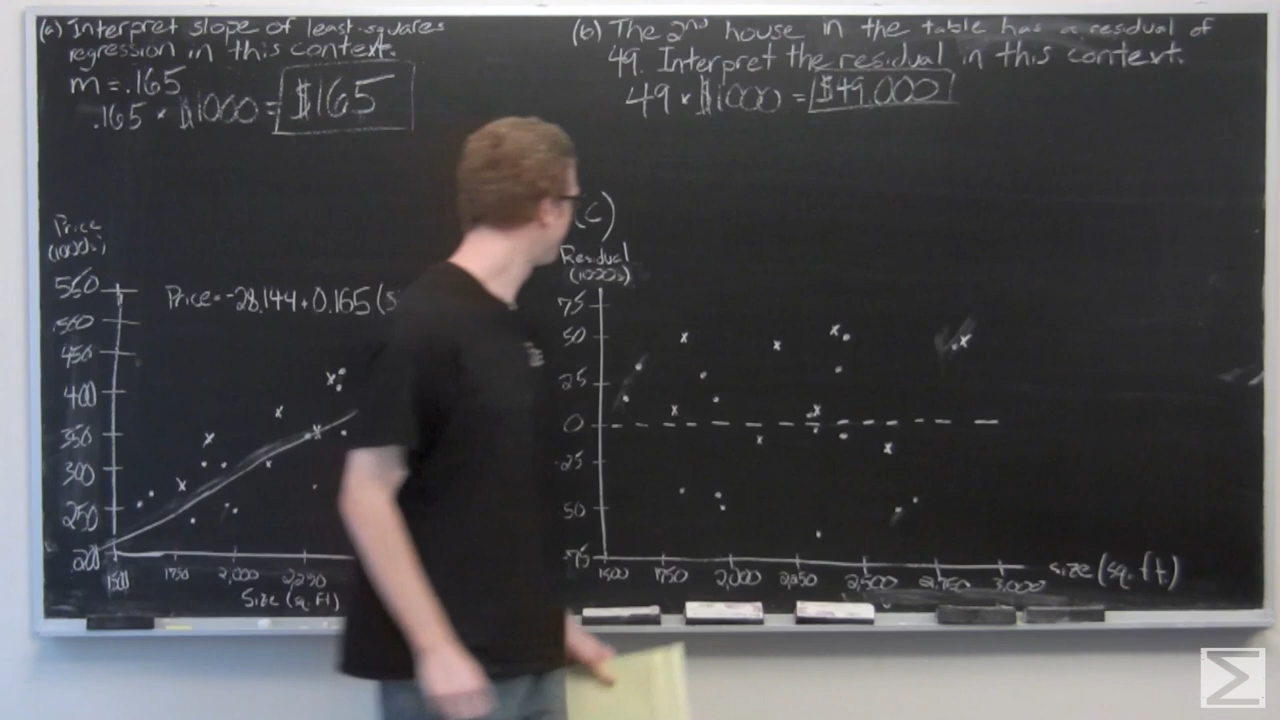 (a) Interpret slope of least-squares
regression in this context.
m = .165
.165 × $1000 = $165
(b) The 2nd house in the table has a residual of
49. Interpret the residual in this context.
49 × $1000 = $49,000
Price
(1000s)
550
500
450
400
350
300
250
200
Price = -28.144 + 0.165(s
1500 1750 2,000 2,250
Size (sq. ft)
(c)
Residual
(1000s)
75
50
25
0
-25
50
-75
1500 1750 2,000 2,250 2,500 2,750 3,000
Size (sq. ft.)
Σ